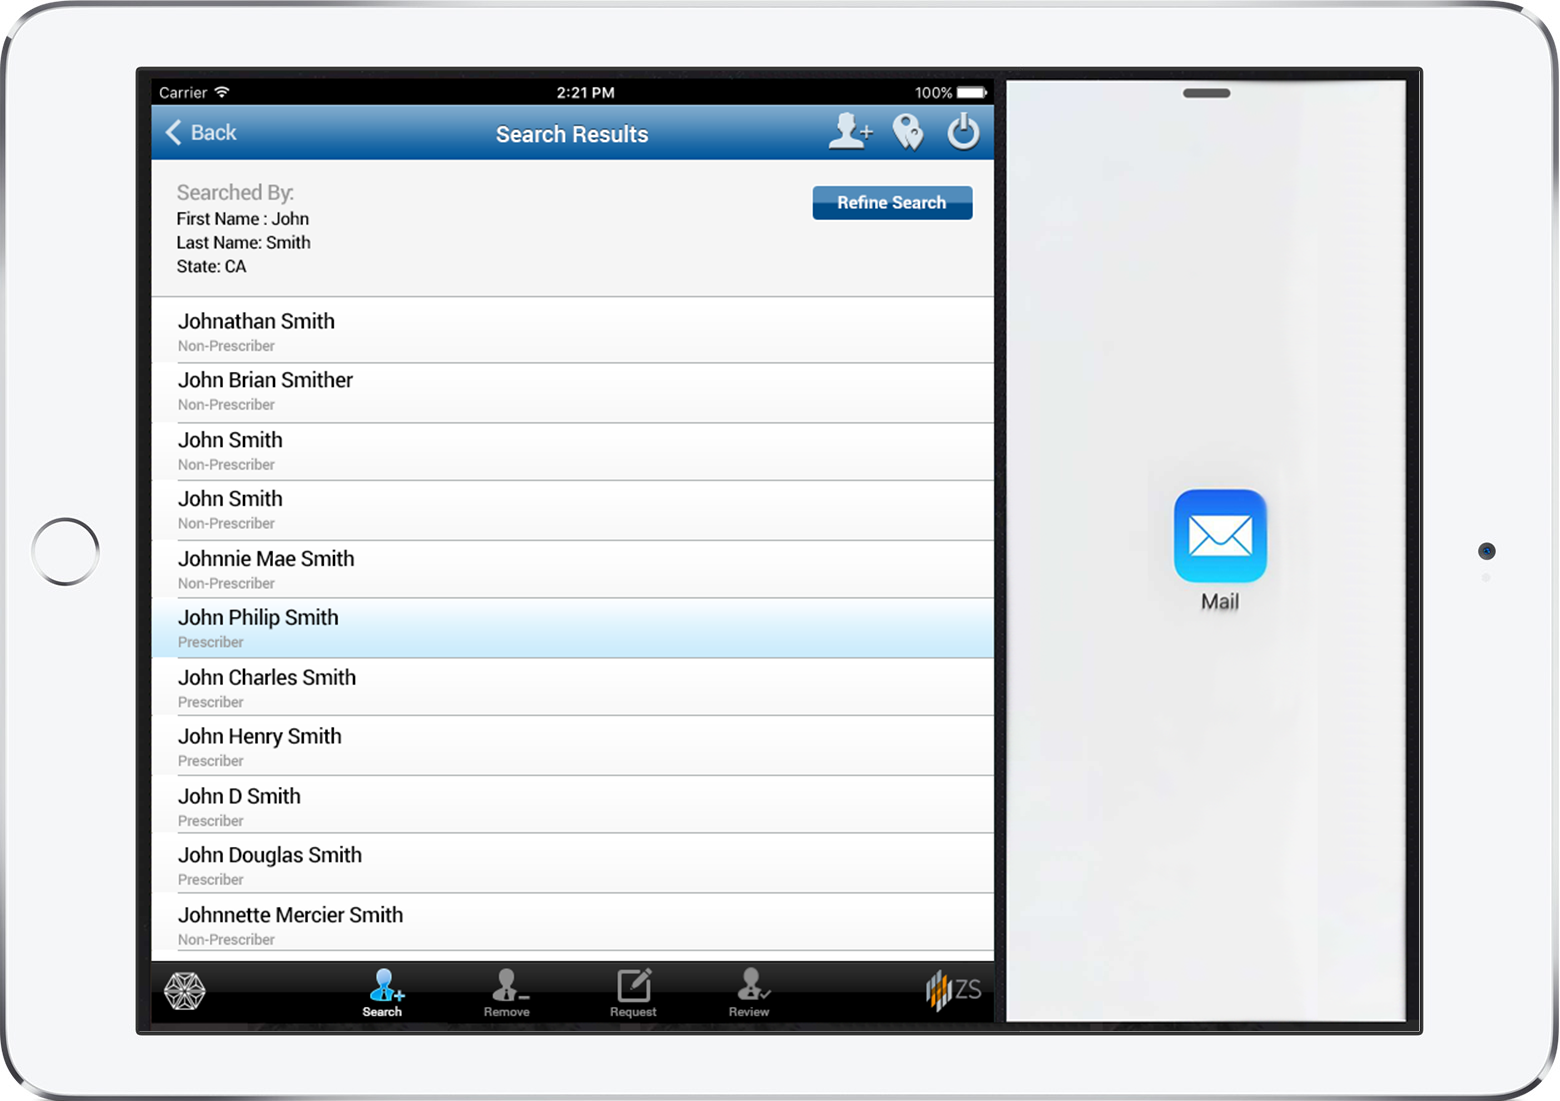 Carrier 2:21 PM 100%
Back Search Results
Searched By:
Refine Search
First Name : John
Last Name: Smith
State: CA
Johnathan Smith
Non-Prescriber
John Brian Smither
Non-Prescriber
John Smith
Non-Prescriber
John Smith
Non-Prescriber
Johnnie Mae Smith
Non-Prescriber
John Philip Smith
Prescriber
John Charles Smith
Prescriber
John Henry Smith
Prescriber
John D Smith
Prescriber
John Douglas Smith
Prescriber
Johnnette Mercier Smith
Non-Prescriber
Search Remove Request Review ZS
Mail